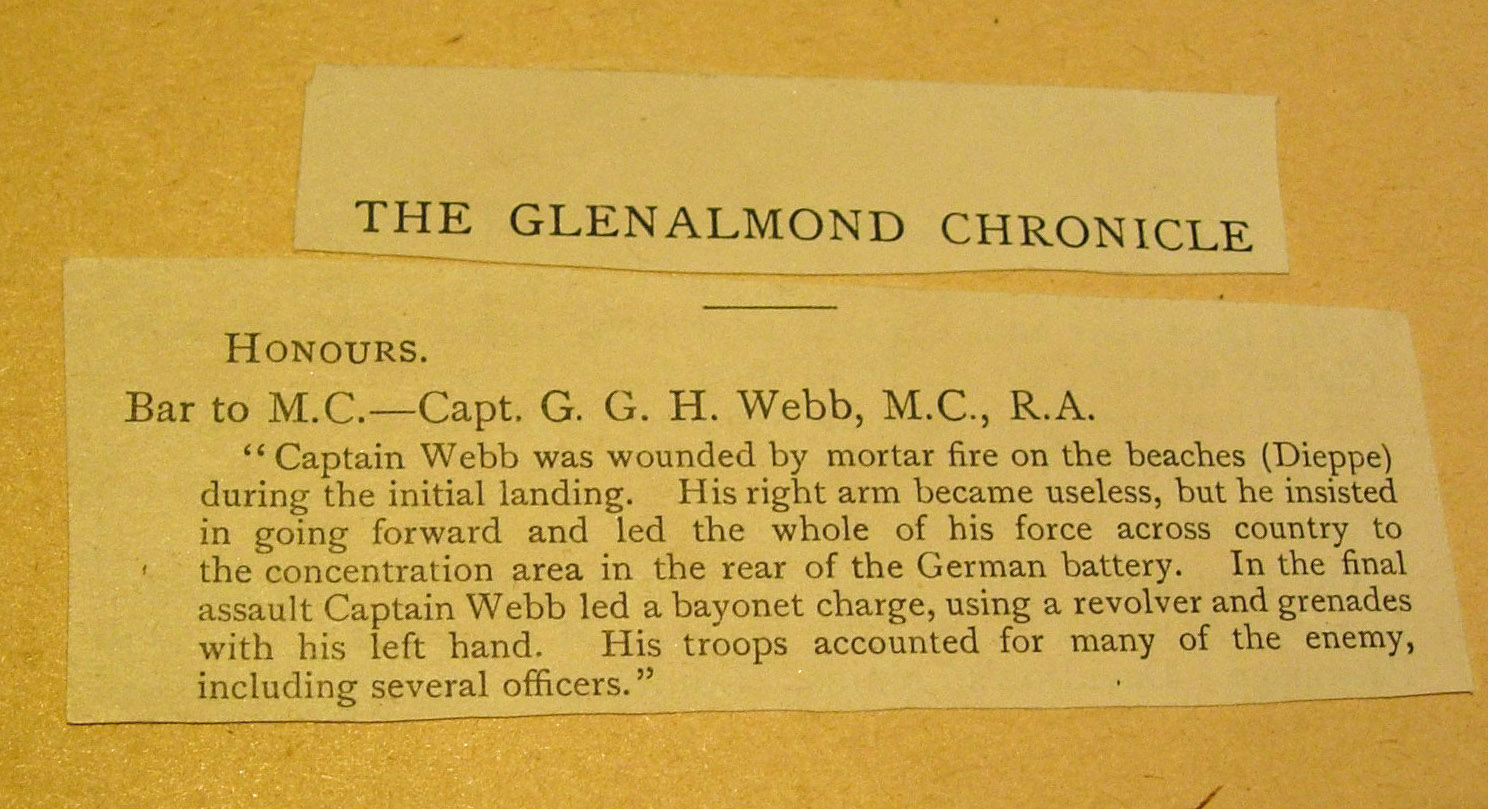 THE GLENALMOND CHRONICLE
HONOURS.
Bar to M.C.—Capt. G. G. H. Webb, M.C., R.A.
“Captain Webb was wounded by mortar fire on the beaches (Dieppe)
during the initial landing. His right arm became useless, but he insisted
in going forward and led the whole of his force across country to
the concentration area in the rear of the German battery. In the final
assault Captain Webb led a bayonet charge, using a revolver and grenades
with his left hand. His troops accounted for many of the enemy,
including several officers.”